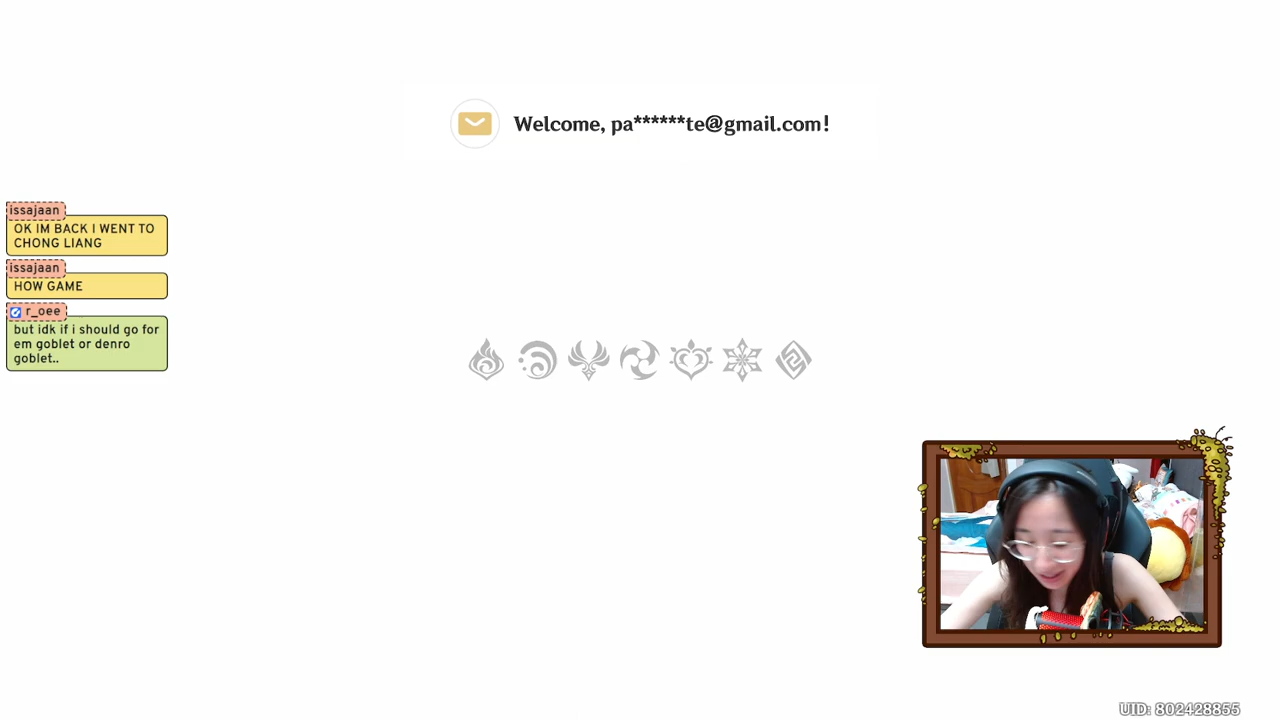 Welcome, pa******te@gmail.com!
issajaan
OK IM BACK I WENT TO
CHONG LIANG
issajaan
HOW GAME
r_oee
but idk if i should go for
em goblet or denro
goblet..
UID: 802428855